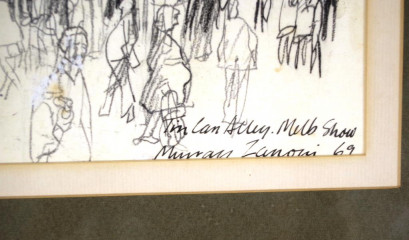 Tin Can Alley. Melb Show
Murray Zanoni 69